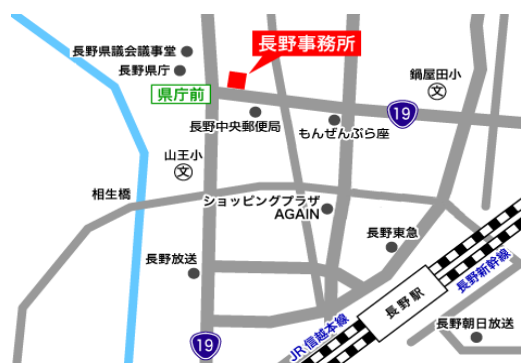 長野県議会議事堂
長野県庁
県庁前
長野事務所
鍋屋田小
文
19
長野中央郵便局
もんぜんぷら座
山王小
文
相生橋
ショッピングプラザ
AGAIN
長野東急
長野放送
長野駅
長野新幹線
JR信越本線
長野朝日放送
19